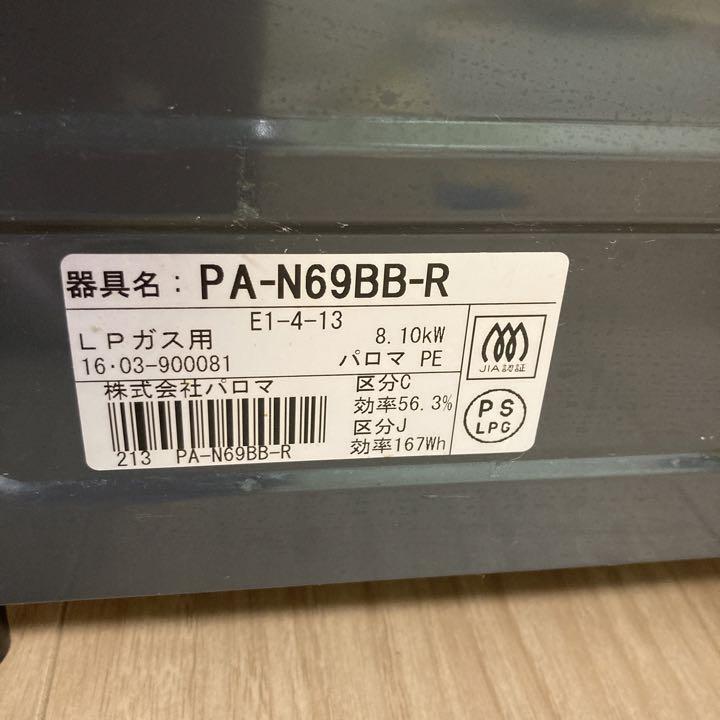 器具名：PA-N69BB-R
E1-4-13
LPガス用 8.10kW
16・03-900081 パロマ PE
JIA認証
株式会社パロマ 区分C
効率56.3%
区分J
効率167Wh
213 PA-N69BB-R
PS
LPG